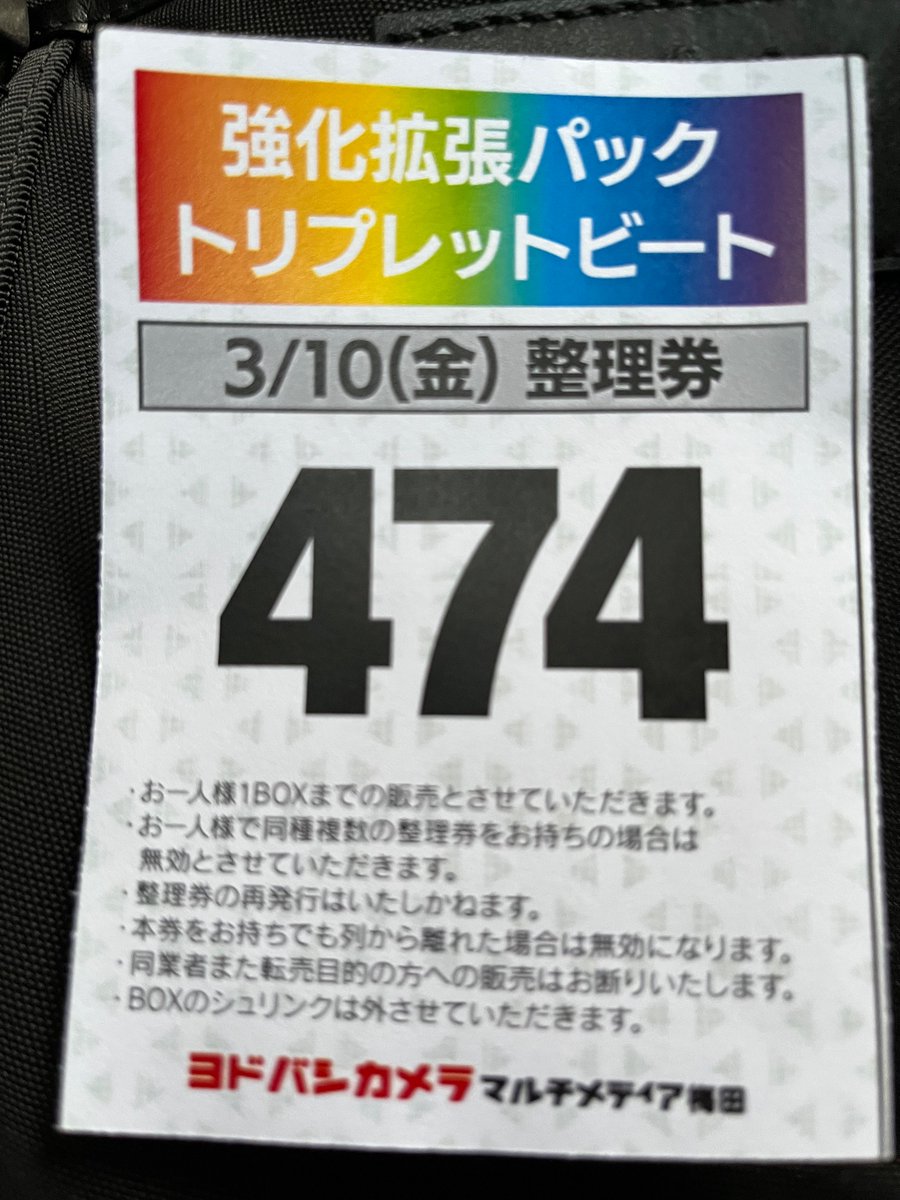 強化拡張パック
トリプレットビート
3/10(金) 整理券
474
・お一人様1BOXまでの販売とさせていただきます。
・お一人様で同種複数の整理券をお持ちの場合は
無効とさせていただきます。
・整理券の再発行はいたしかねます。
・本券をお持ちでも列から離れた場合は無効になります。
・同業者また転売目的の方への販売はお断りいたします。
・BOXのシュリンクは外させていただきます。
ヨドバシカメラ マルチメディア梅田